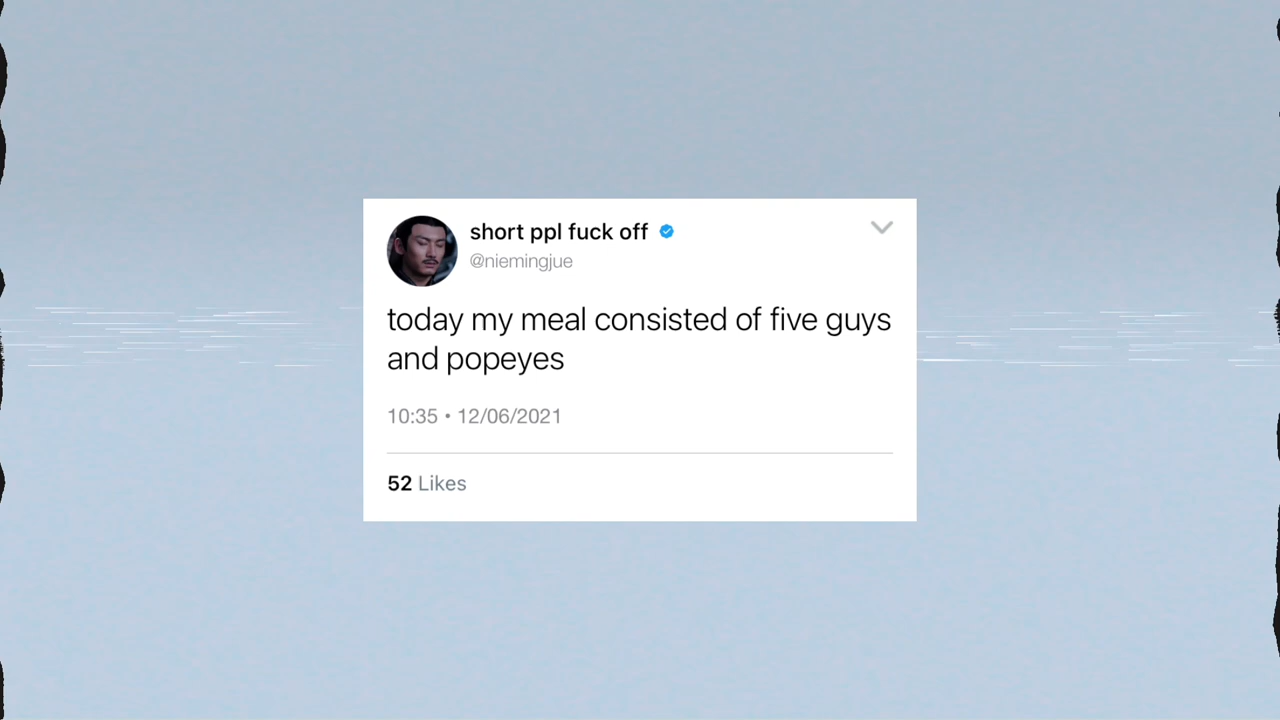 short ppl fuck off
@niemingjue
today my meal consisted of five guys
and popeyes
10:35 • 12/06/2021
52 Likes